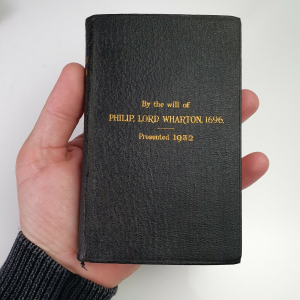 By the will of
PHILIP, LORD WHARTON, 1696.
Presented 1932